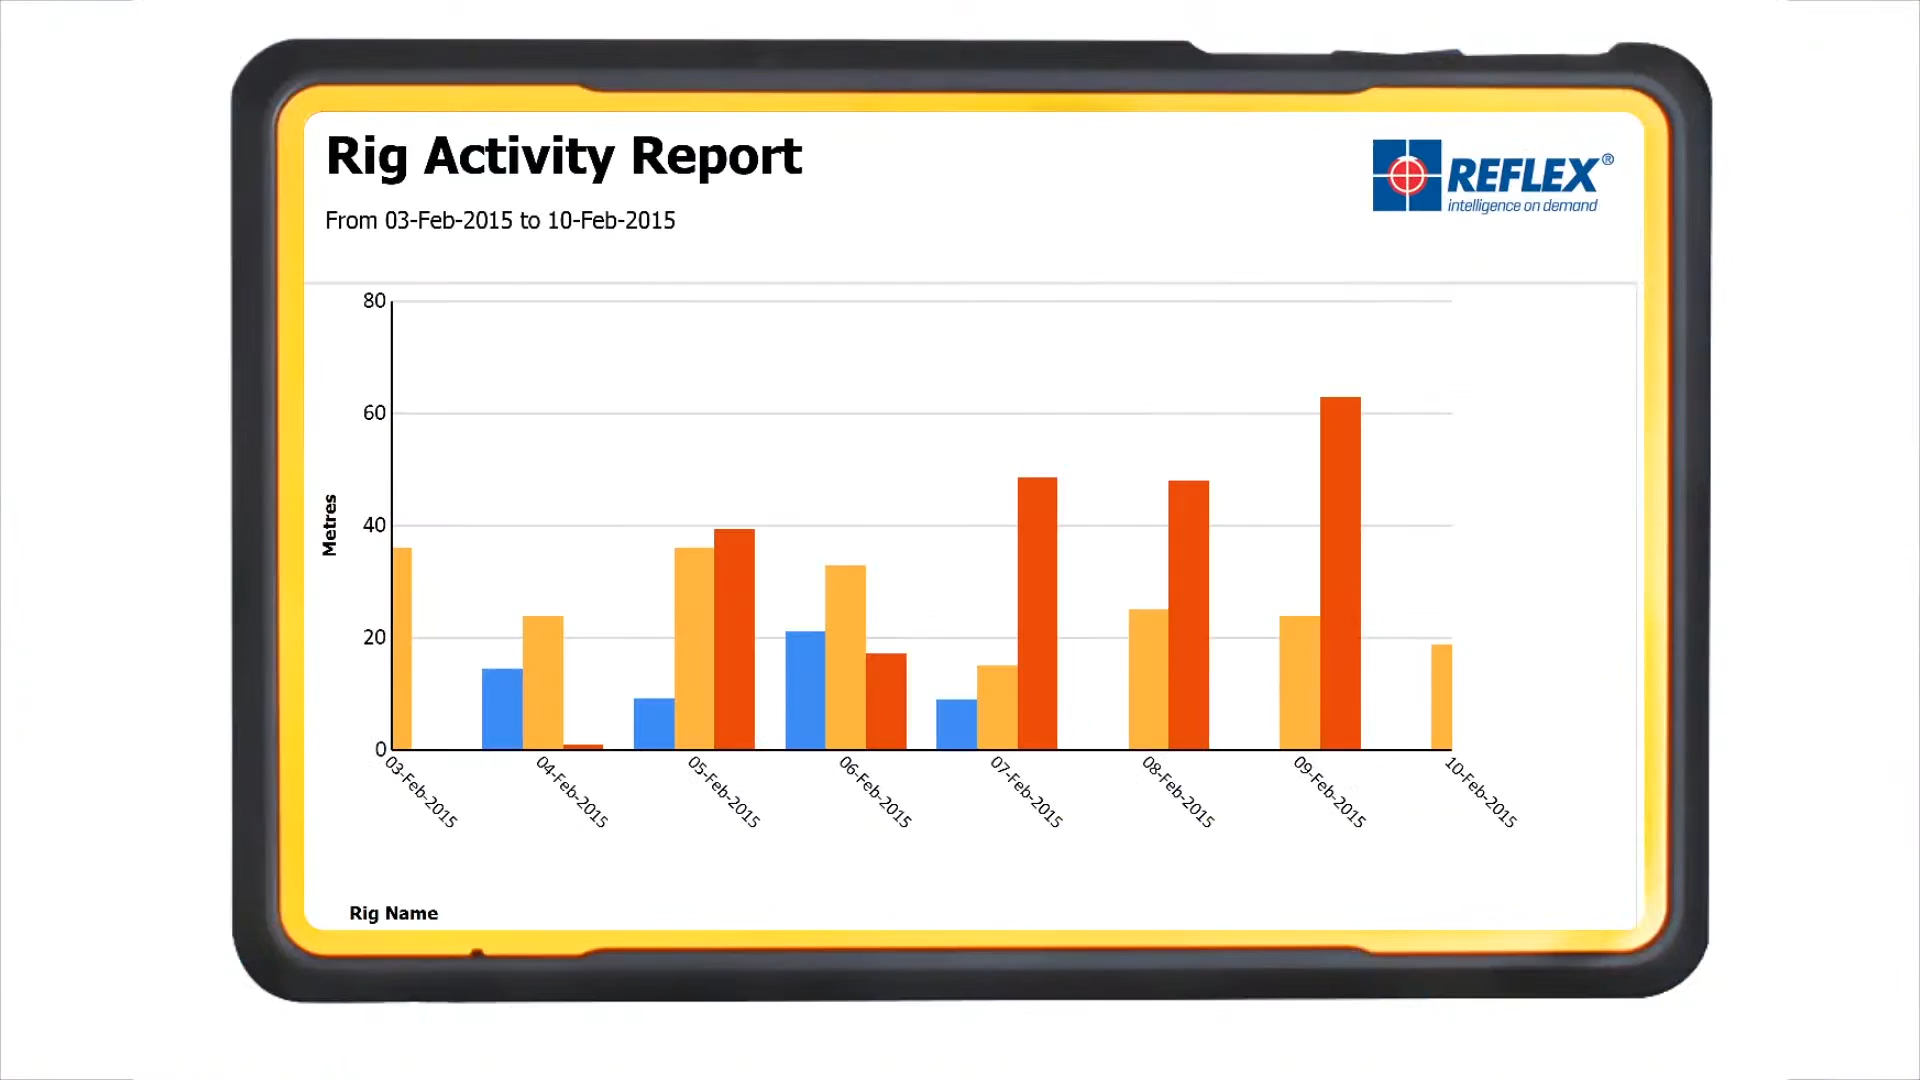 Rig Activity Report
REFLEX®
intelligence on demand
From 03-Feb-2015 to 10-Feb-2015
80
60
40
20
0
Metres
03-Feb-2015
04-Feb-2015
05-Feb-2015
06-Feb-2015
07-Feb-2015
08-Feb-2015
09-Feb-2015
10-Feb-2015
Rig Name